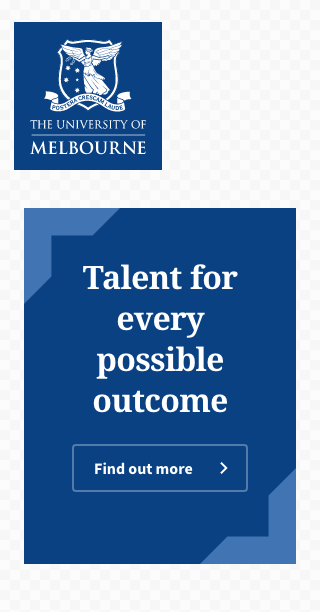 POSTERA CRESCAM LAUDE
THE UNIVERSITY OF
MELBOURNE
Talent for
every
possible
outcome
Find out more